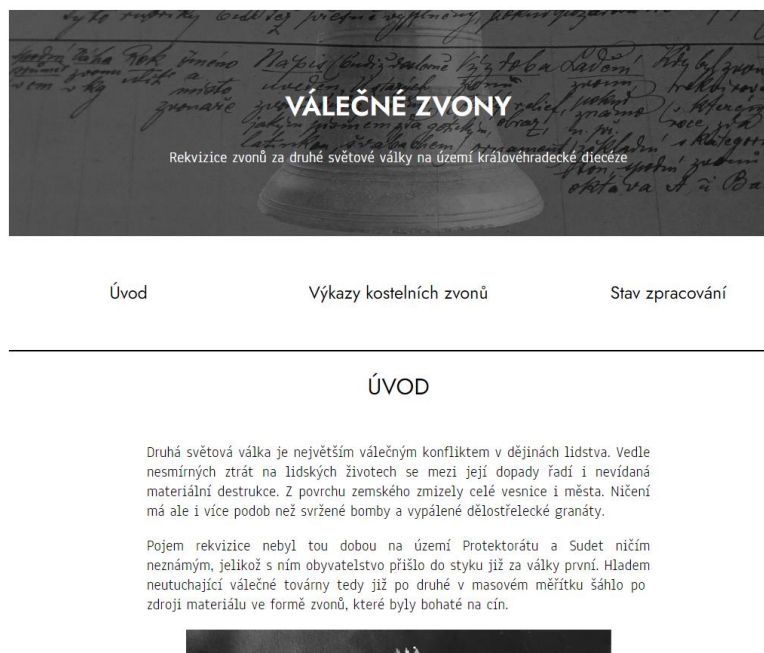 VÁLEČNÉ ZVONY
Rekvizice zvonů za druhé světové války na území královéhradecké diecéze
Úvod
Výkazy kostelních zvonů
Stav zpracování
ÚVOD
Druhá světová válka je největším válečným konfliktem v dějinách lidstva. Vedle
nesmírných ztrát na lidských životech se mezi její dopady řadí i nevídaná
materiální destrukce. Z povrchu zemského zmizely celé vesnice i města. Ničení
má ale i více podob než svržené bomby a vypálené dělostřelecké granáty.
Pojem rekvizice nebyl tou dobou na území Protektorátu a Sudet ničím
neznámým, jelikož s ním obyvatelstvo přišlo do styku již za války první. Hladem
neutuchající válečné továrny tedy již po druhé v masovém měřítku šáhlo po
zdroji materiálu ve formě zvonů, které byly bohaté na cín.